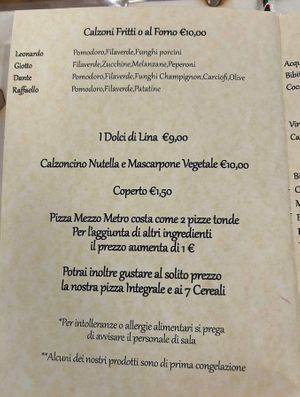 Calzoni Fritti o al Forno €10,00
Leonardo Pomodoro,Filaverde,Funghi porcini
Giotto Filaverde,Zucchine,Melanzane,Peperoni
Dante Pomodoro,Filaverde,Funghi Champignon,Carciofi,Olive
Raffaello Pomodoro,Filaverde,Patatine
I Dolci di Lina €9,00
Calzoncino Nutella e Mascarpone Vegetale €10,00
Coperto €1,50
Pizza Mezzo Metro costa come 2 pizze tonde
Per l'aggiunta di altri ingredienti
il prezzo aumenta di 1 €
Potrai inoltre gustare al solito prezzo
la nostra pizza Integrale e ai 7 Cereali
*Per intolleranze o allergie alimentari si prega
di avvisare il personale di sala
**Alcuni dei nostri prodotti sono di prima congelazione